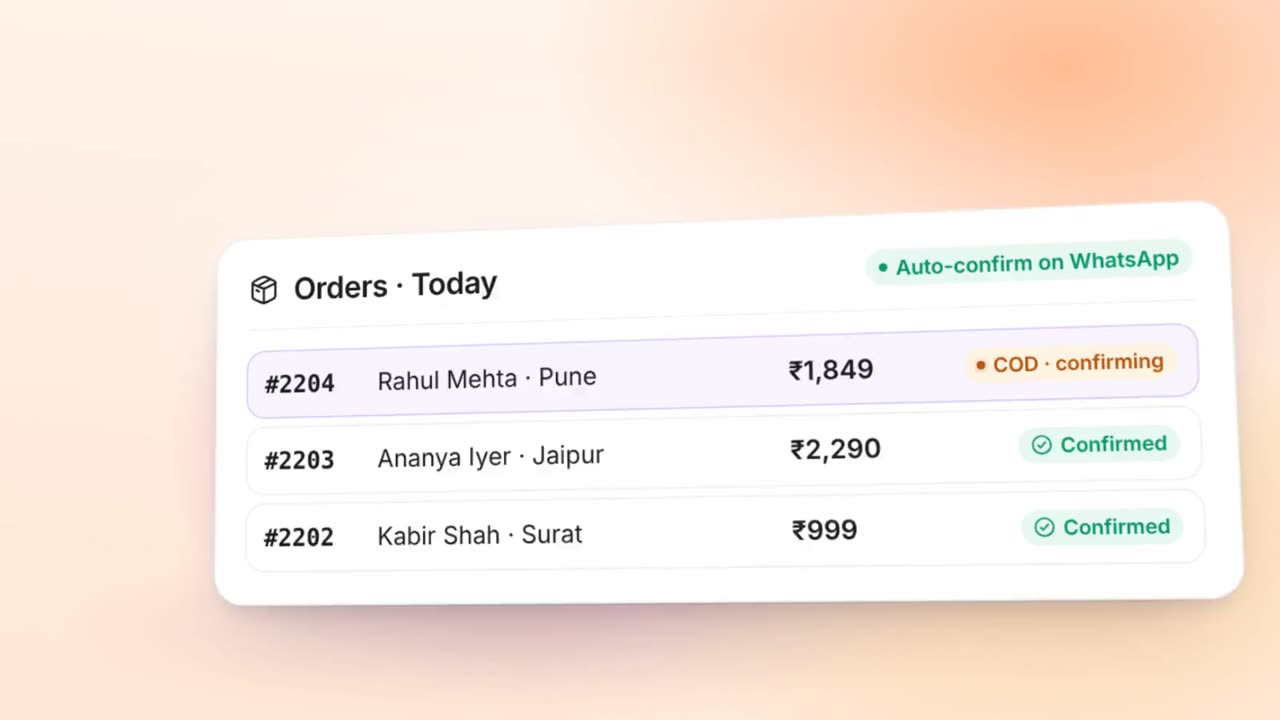 Orders · Today
Auto-confirm on WhatsApp
#2204 Rahul Mehta · Pune ₹1,849 COD · confirming
#2203 Ananya Iyer · Jaipur ₹2,290 Confirmed
#2202 Kabir Shah · Surat ₹999 Confirmed